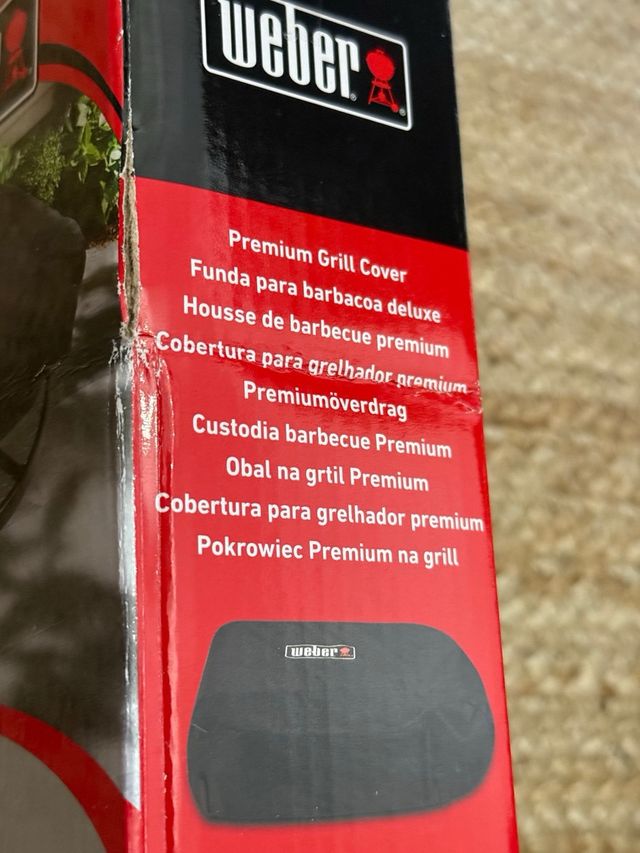 weber
Premium Grill Cover
Funda para barbacoa deluxe
Housse de barbecue premium
Cobertura para grelhador premium
Premiumöverdrag
Custodia barbecue Premium
Obal na grtil Premium
Cobertura para grelhador premium
Pokrowiec Premium na grill
weber